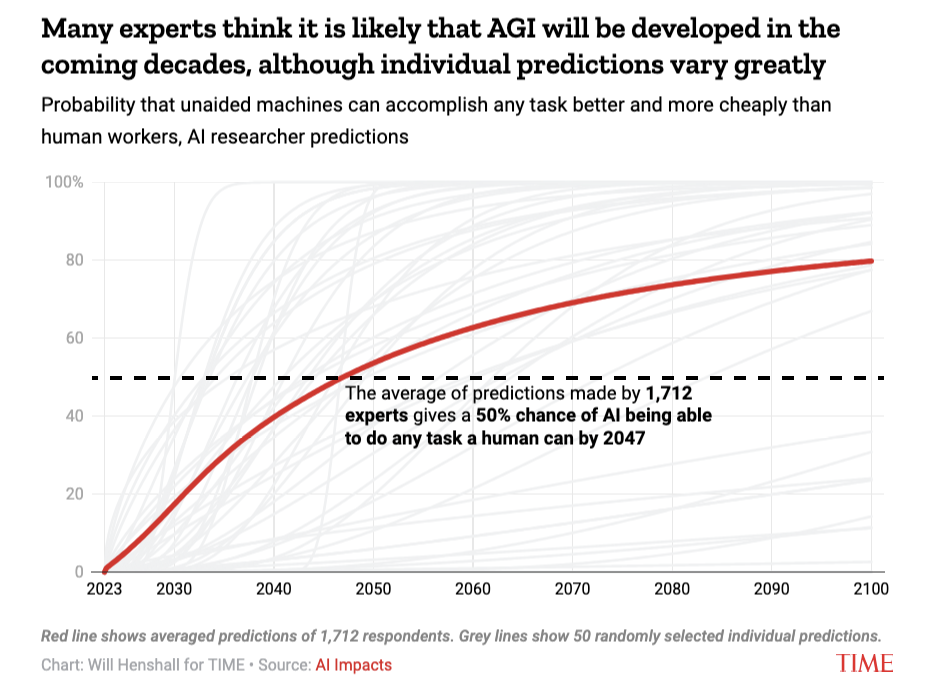 Many experts think it is likely that AGI will be developed in the
coming decades, although individual predictions vary greatly
Probability that unaided machines can accomplish any task better and more cheaply than
human workers, AI researcher predictions
100%
80
60
40
20
0
The average of predictions made by 1,712
experts gives a 50% chance of AI being able
to do any task a human can by 2047
2023 2030 2040 2050 2060 2070 2080 2090 2100
Red line shows averaged predictions of 1,712 respondents. Grey lines show 50 randomly selected individual predictions.
Chart: Will Henshall for TIME • Source: AI Impacts
TIME